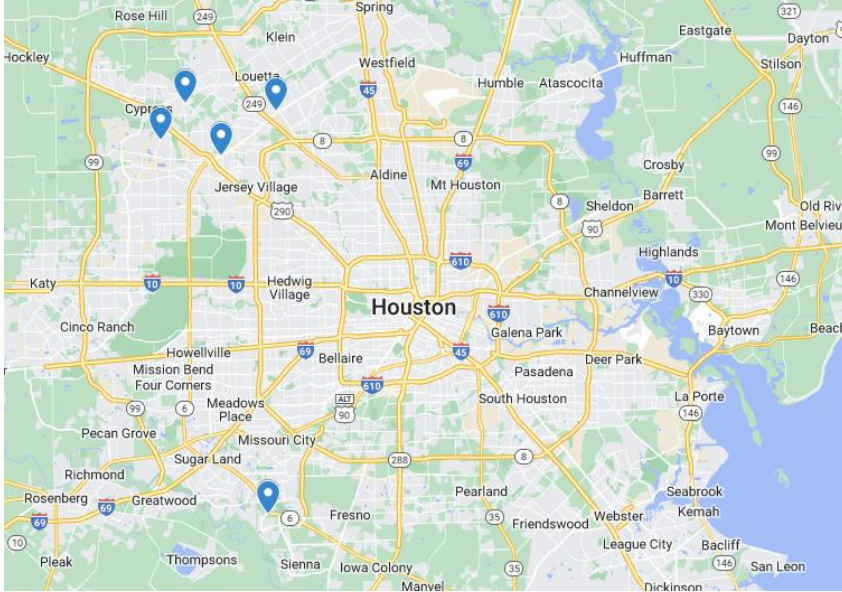 Rose Hill
249
Spring
321
Klein
Eastgate
Dayton
Hockley
Westfield
Huffman
Stilson
Louetta
Humble
Atascocita
45
249
146
Cypress
8
8
99
69
99
Crosby
Aldine
Mt Houston
Jersey Village
Barrett
8
Sheldon
Old Riv
290
90
Mont Belvieu
Highlands
610
Katy
10
10
Hedwig
Village
10
146
Channelview
330
Houston
610
Cinco Ranch
Galena Park
Baytown
Beach
Howellville
69
45
Bellaire
Deer Park
Mission Bend
Pasadena
Four Corners
610
La Porte
99
6
Meadows
Place
ALT
90
South Houston
146
Pecan Grove
Missouri City
Sugar Land
288
8
Richmond
Rosenberg
Greatwood
Pearland
Seabrook
69
69
6
Fresno
35
Webster
Kemah
Friendswood
10
League City
Bacliff
Pleak
Thompsons
Sienna
Iowa Colony
35
146
San Leon
Manvel
Dickinson